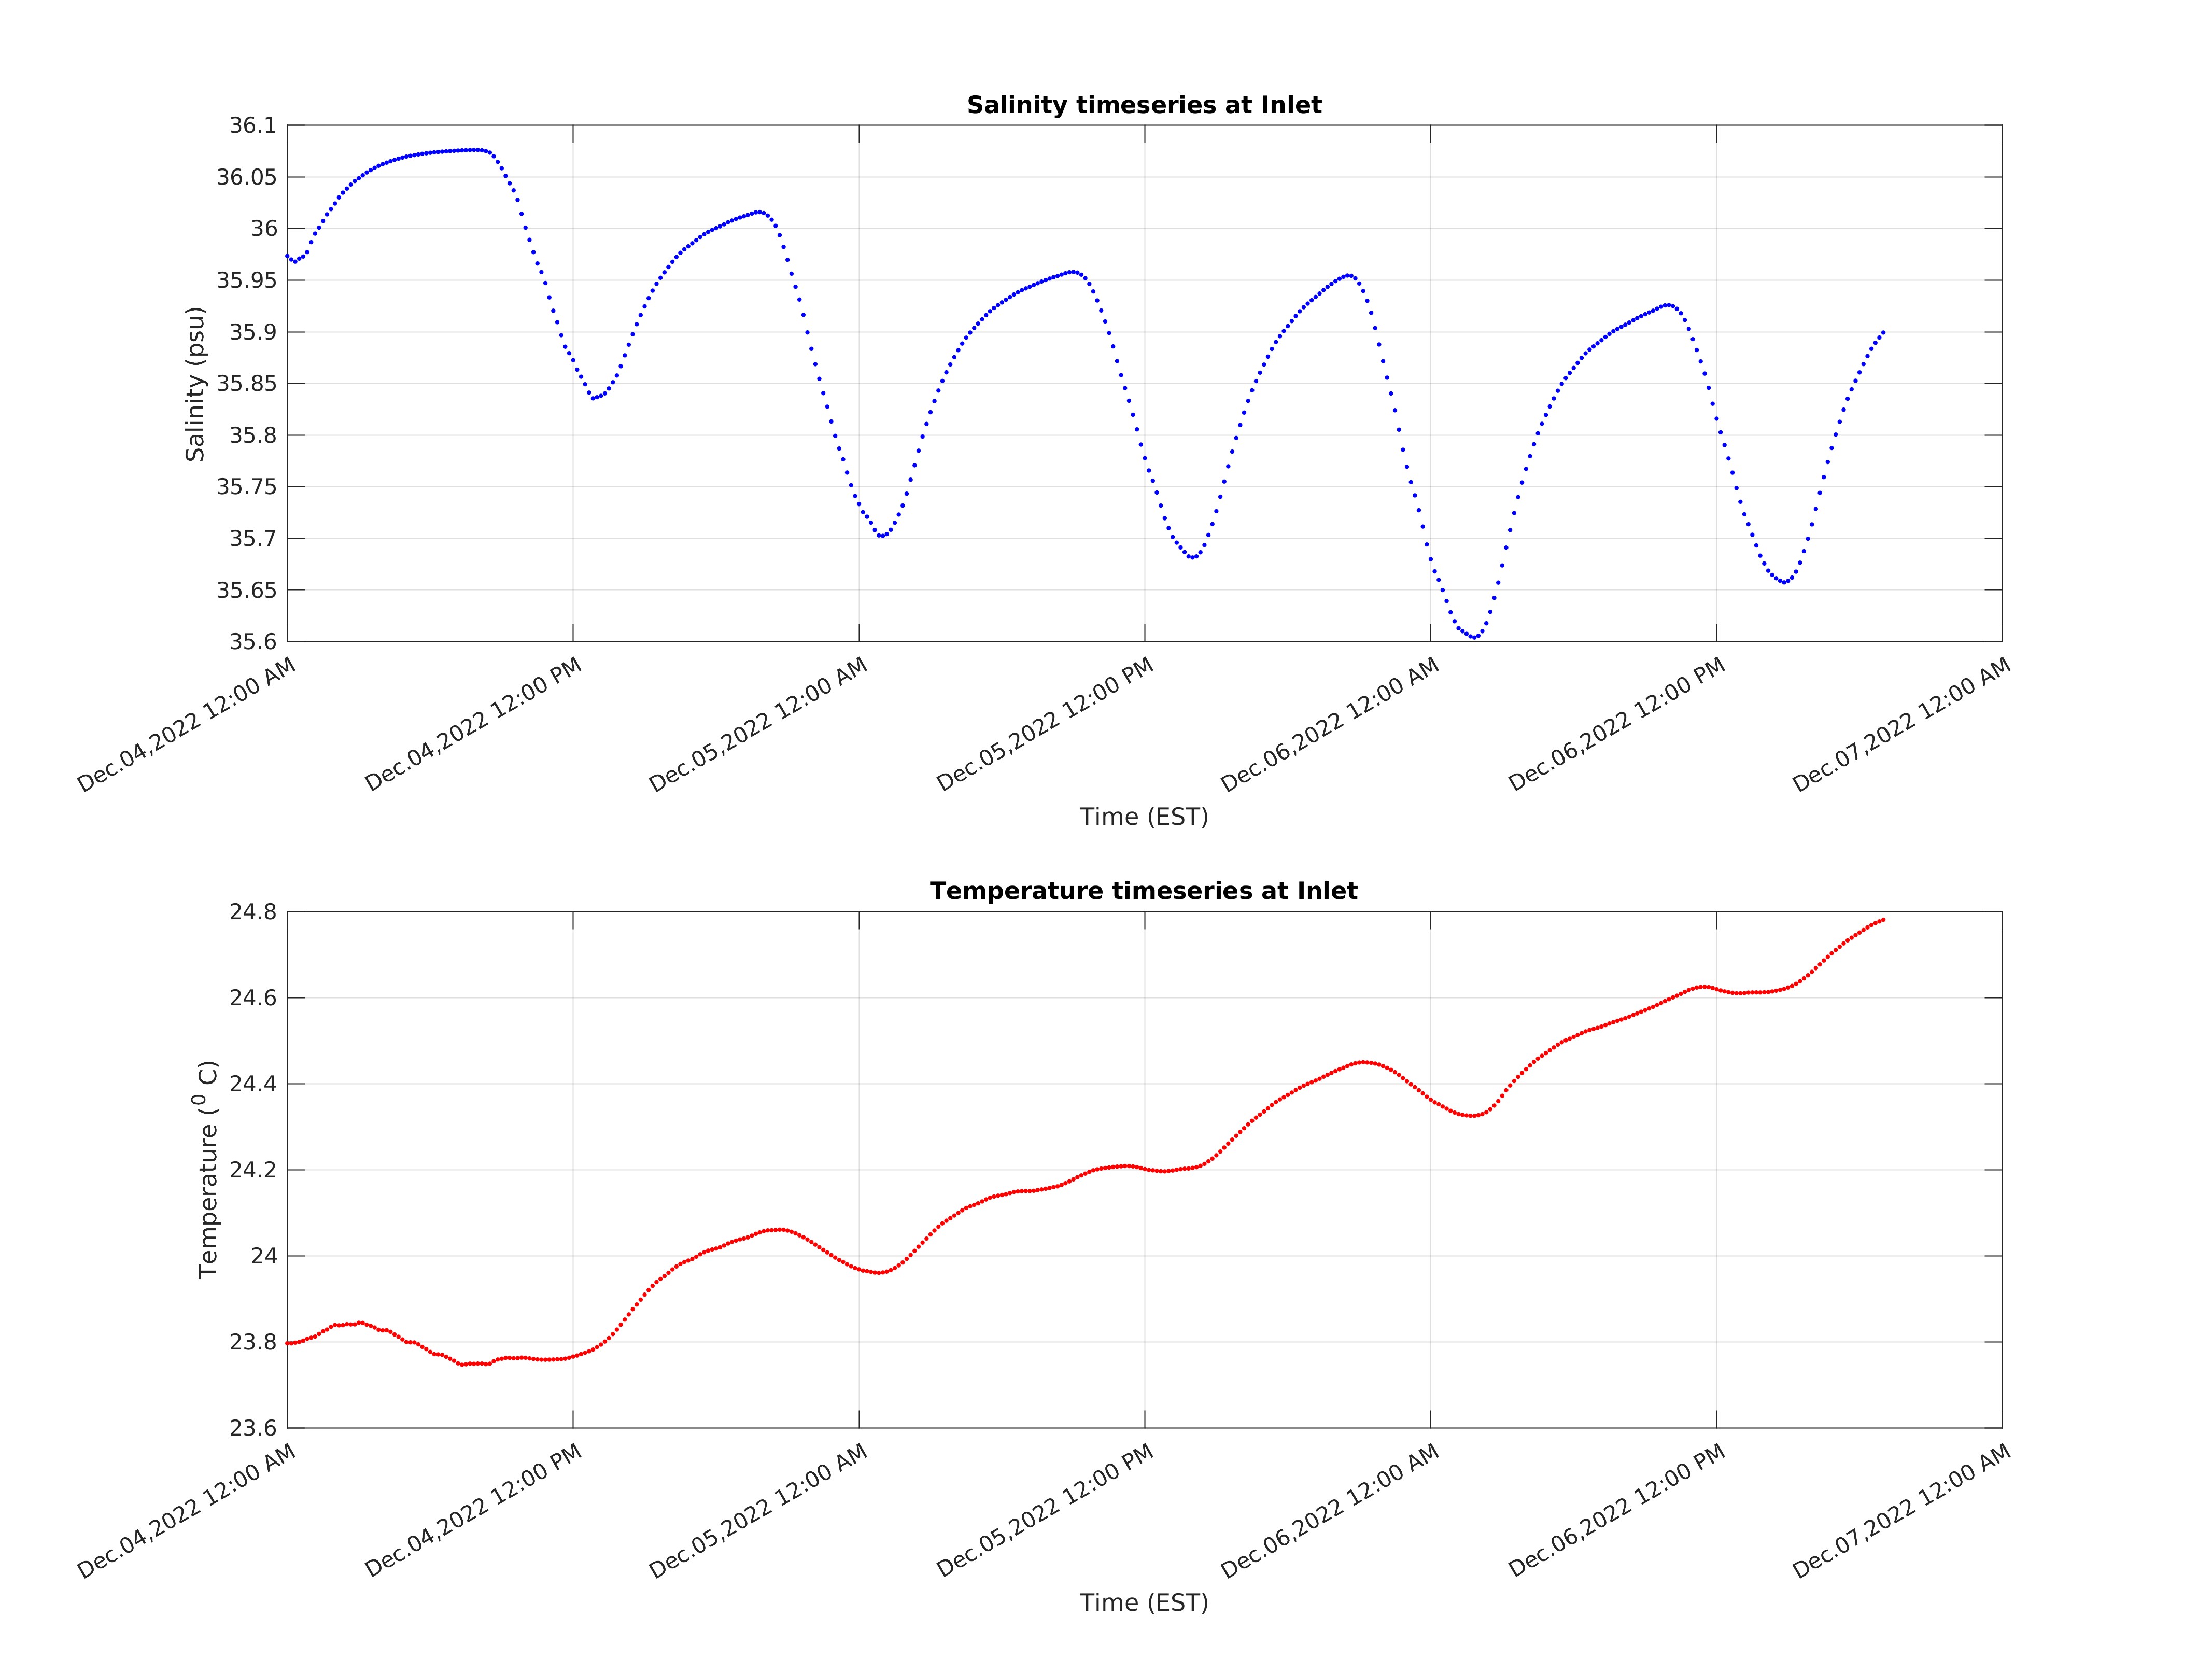 Salinity timeseries at Inlet
36.1
36.05
36
35.95
35.9
35.85
35.8
35.75
35.7
35.65
35.6
Salinity (psu)
Dec.04,2022 12:00 AM
Dec.04,2022 12:00 PM
Dec.05,2022 12:00 AM
Dec.05,2022 12:00 PM
Dec.06,2022 12:00 AM
Dec.06,2022 12:00 PM
Dec.07,2022 12:00 AM
Time (EST)
Temperature timeseries at Inlet
24.8
24.6
24.4
24.2
24
23.8
23.6
Temperature (⁰ C)
Dec.04,2022 12:00 AM
Dec.04,2022 12:00 PM
Dec.05,2022 12:00 AM
Dec.05,2022 12:00 PM
Dec.06,2022 12:00 AM
Dec.06,2022 12:00 PM
Dec.07,2022 12:00 AM
Time (EST)